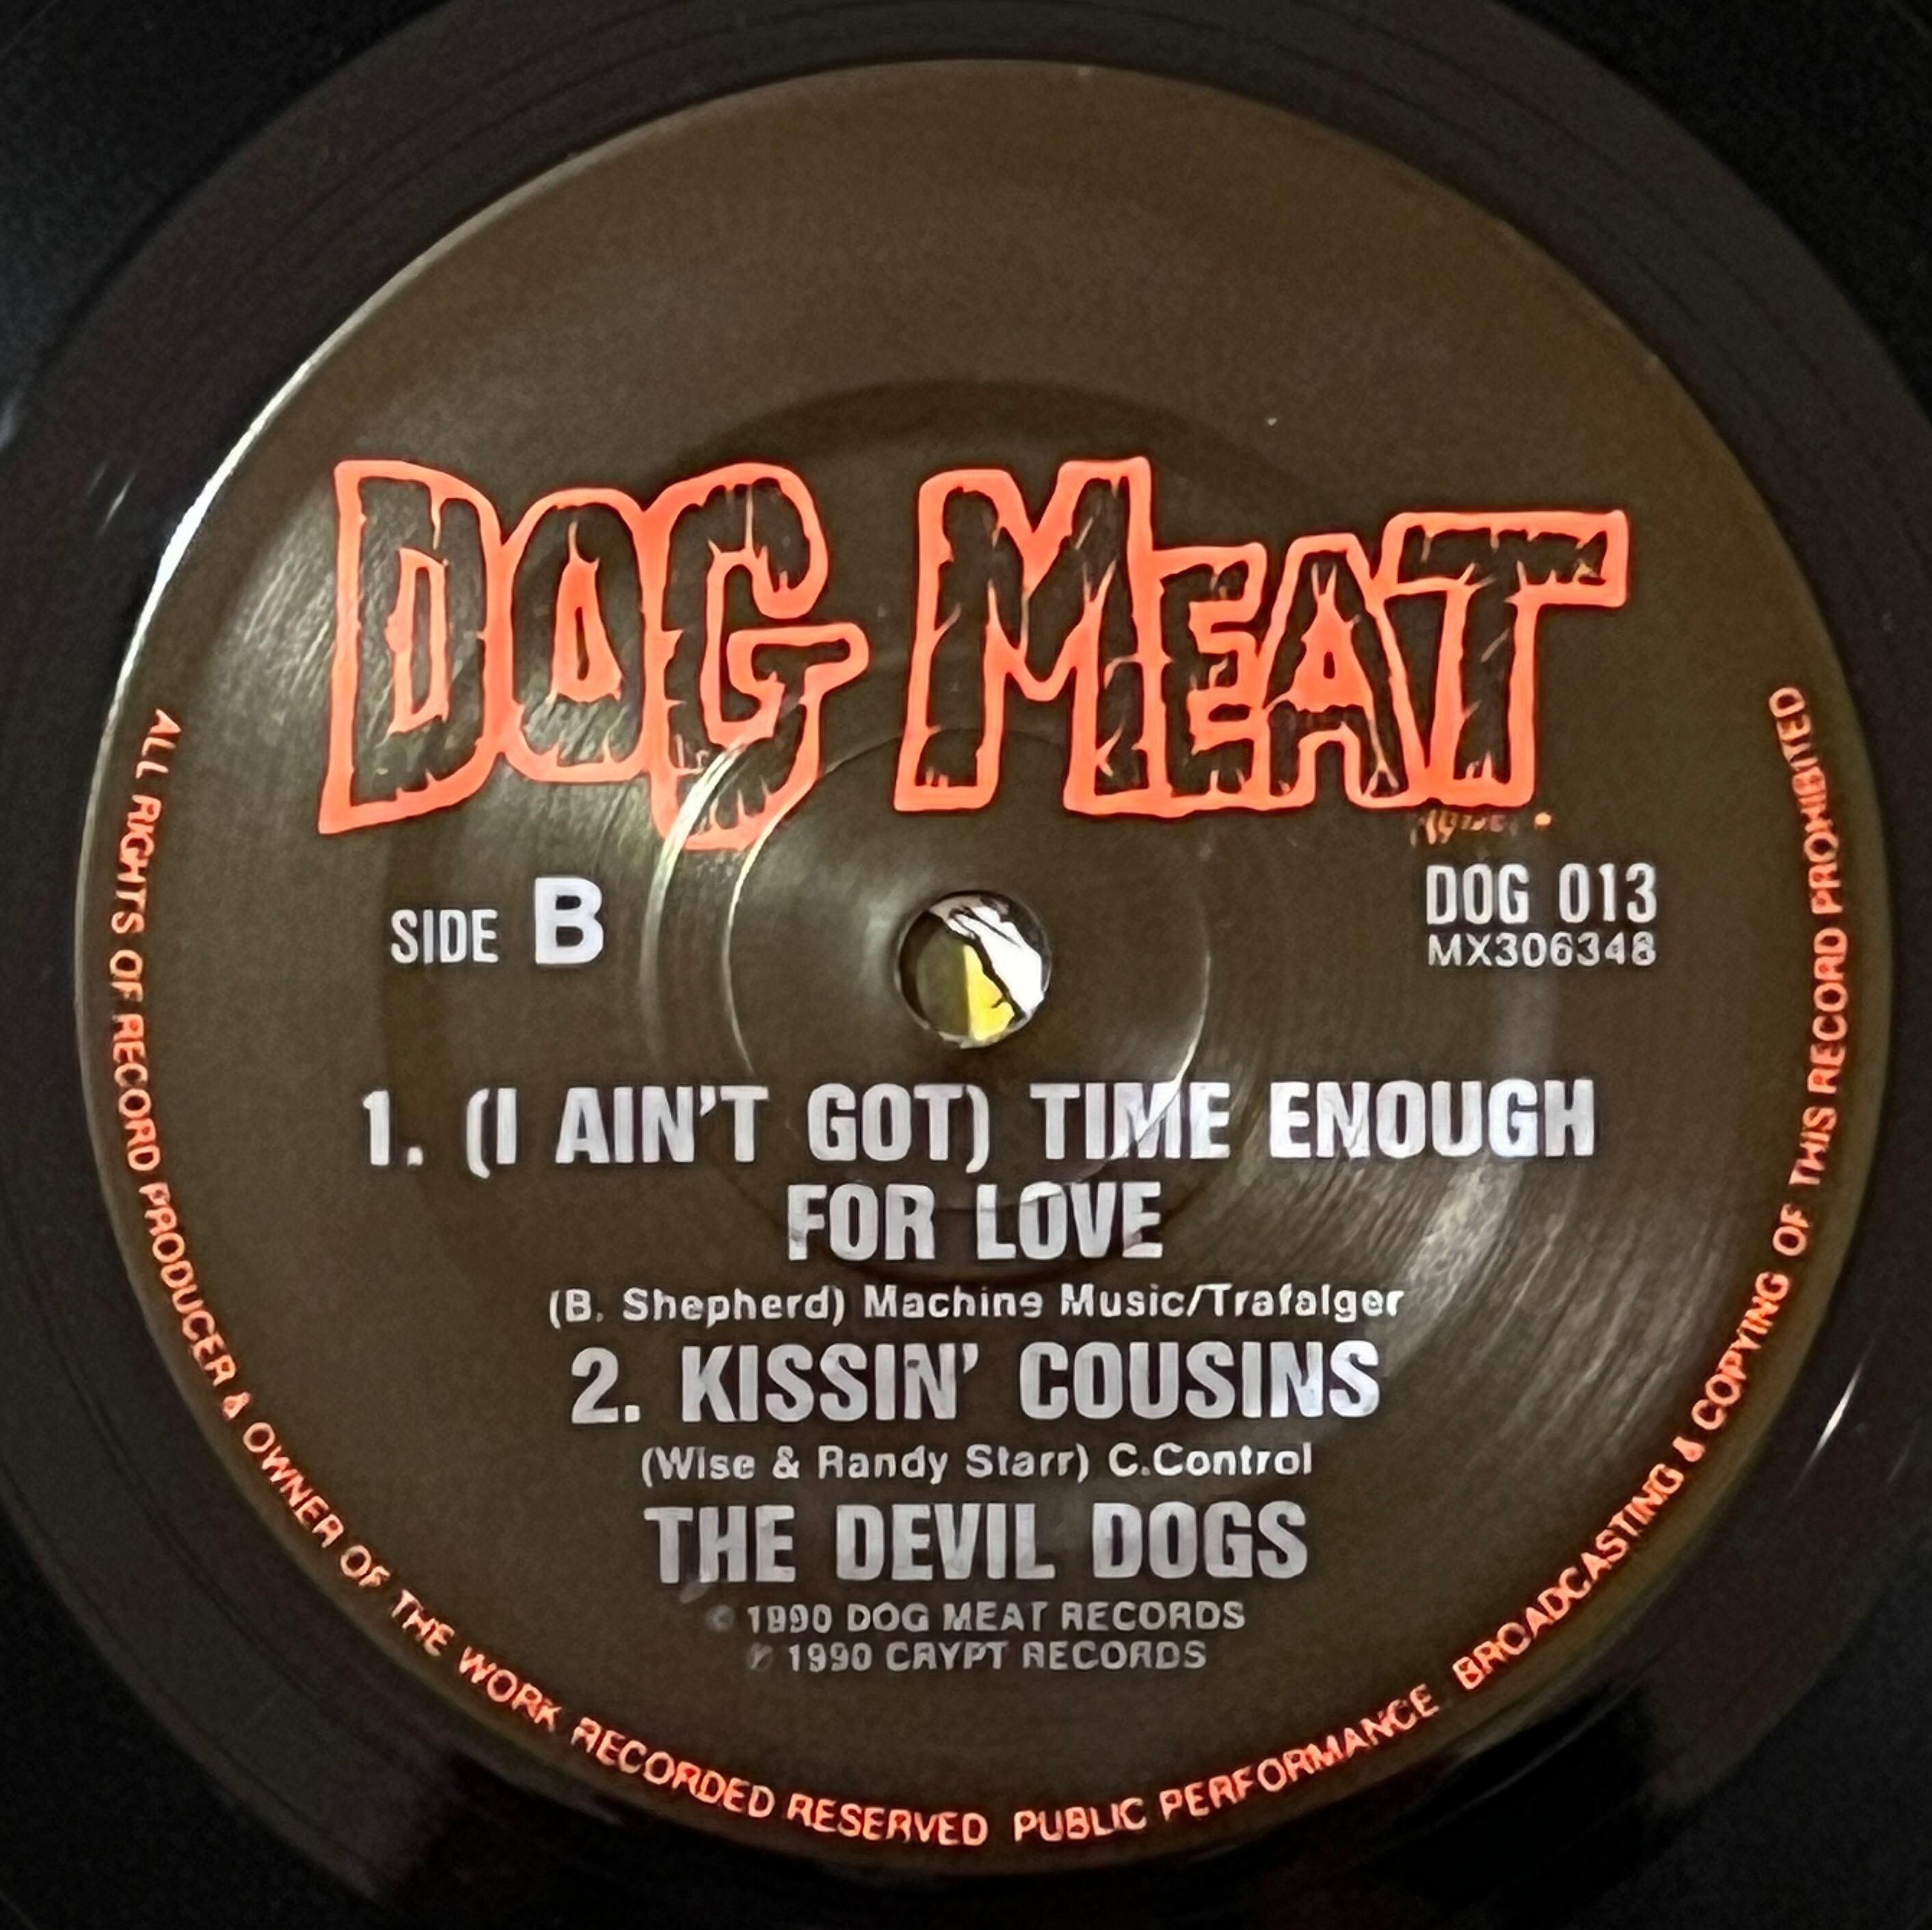 DOG MEAT
SIDE B
DOG 013
MX306348
1. (I AIN'T GOT) TIME ENOUGH
FOR LOVE
(B. Shepherd) Machine Music/Trafalger
2. KISSIN' COUSINS
(Wise & Randy Starr) C.Control
THE DEVIL DOGS
© 1990 DOG MEAT RECORDS
℗ 1990 CRYPT RECORDS
ALL RIGHTS OF RECORD PRODUCER & OWNER OF THE WORK RECORDED RESERVED PUBLIC PERFORMANCE BROADCASTING & COPYING OF THIS RECORD PROHIBITED